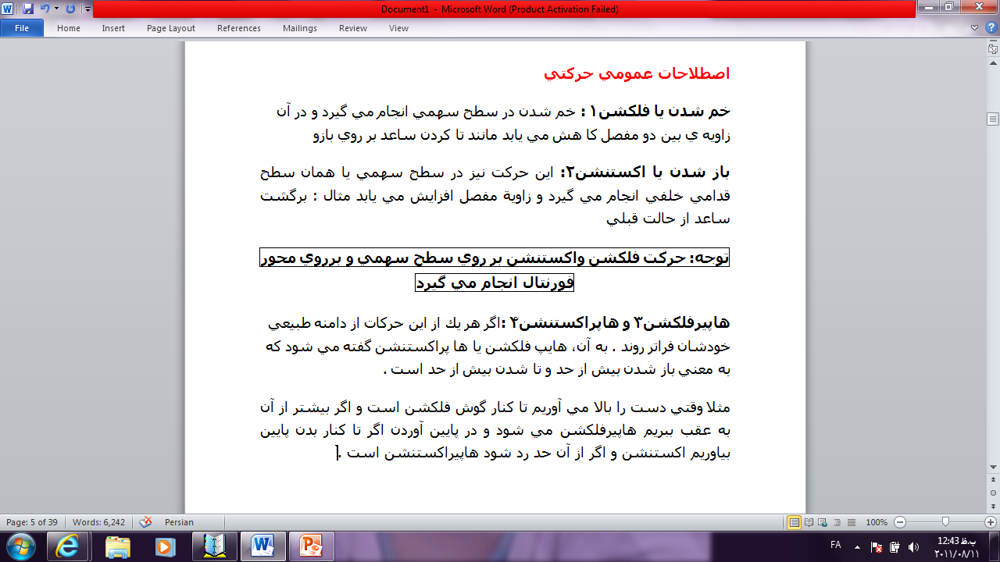 Document1 - Microsoft Word (Product Activation Failed)
File Home Insert Page Layout References Mailings Review View
اصطلاحات عمومي حركتي
خم شدن يا فلكشن۱ : خم شدن در سطح سهمي انجام مي گيرد و در آن
زاويه ي بين دو مفصل كا هش مي يابد مانند تا كردن ساعد بر روي بازو
باز شدن يا اكستنشن۲: اين حركت نيز در سطح سهمي يا همان سطح
قدامي خلفي انجام مي گيرد و زاوية مفصل افزايش مي يابد مثال : برگشت
ساعد از حالت قبلي
توجه: حركت فلكشن واكستنشن بر روي سطح سهمي و برروي محور
فورنتال انجام مي گيرد
هاپيرفلكشن۳ و هاپراكستنشن۴ :اگر هر يك از اين حركات از دامنه طبيعي
خودشان فراتر روند . به آن، هايپ فلكشن يا ها پراكستنشن گفته مي شود كه
به معني باز شدن بيش از حد و تا شدن بيش از حد است .
مثلا وقتي دست را بالا مي آوريم تا كنار گوش فلكشن است و اگر بيشتر از آن
به عقب ببريم هاپيرفلكشن مي شود و در پايين آوردن اگر تا كنار بدن پايين
بياوريم اكستنشن و اگر از آن حد رد شود هاپيراكستنشن است .
Page: 5 of 39 Words: 6,242 Persian 100%
FA 12:43 ب.ظ
۲۰۱۱/۰۸/۱۱